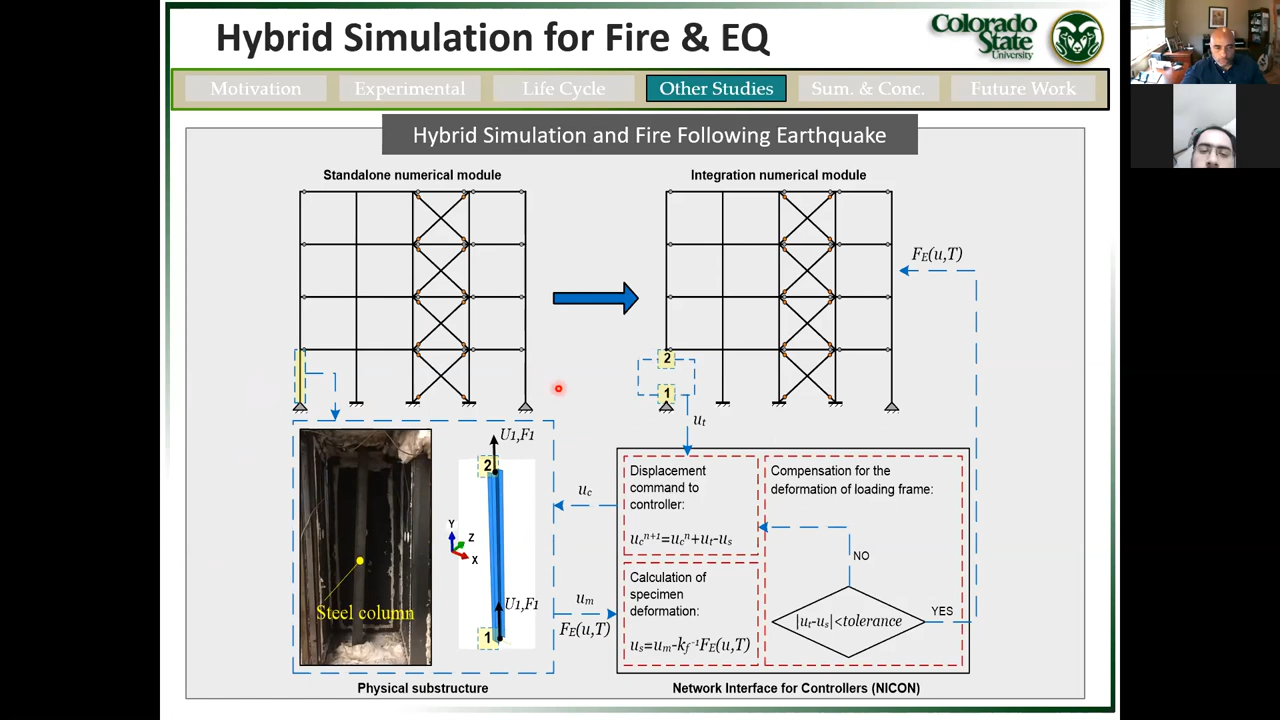 Hybrid Simulation for Fire & EQ
Colorado
State
University
Motivation
Experimental
Life Cycle
Other Studies
Sum. & Conc.
Future Work
Hybrid Simulation and Fire Following Earthquake
Standalone numerical module
Integration numerical module
F_E(u,T)
2
1
u_t
U1,F1
2
Y
Z
X
U1,F1
1
Steel column
Physical substructure
u_c
u_m
F_E(u,T)
Displacement
command to
controller:
u_c^{n+1}=u_c^n+u_t-u_s
Calculation of
specimen
deformation:
u_s=u_m-k_f^{-1}F_E(u,T)
Compensation for the
deformation of loading frame:
NO
|u_t-u_s|<tolerance
YES
Network Interface for Controllers (NICON)